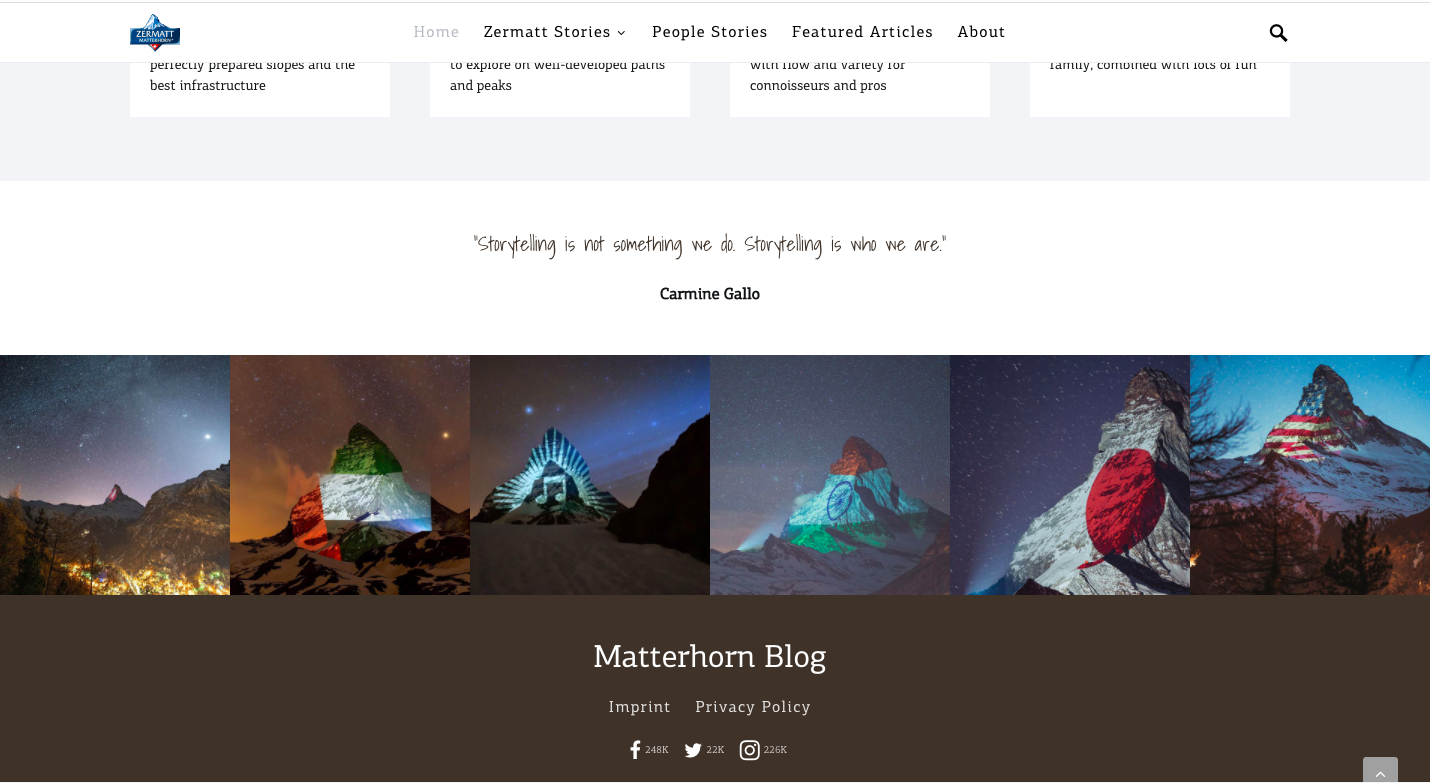 ZERMATT
MATTERHORN
Home Zermatt Stories People Stories Featured Articles About
perfectly prepared slopes and the
best infrastructure
to explore on well-developed paths
and peaks
with flow and variety for
connoisseurs and pros
family, combined with lots of fun
"Storytelling is not something we do. Storytelling is who we are."
Carmine Gallo
Matterhorn Blog
Imprint Privacy Policy
248K 22K 226K